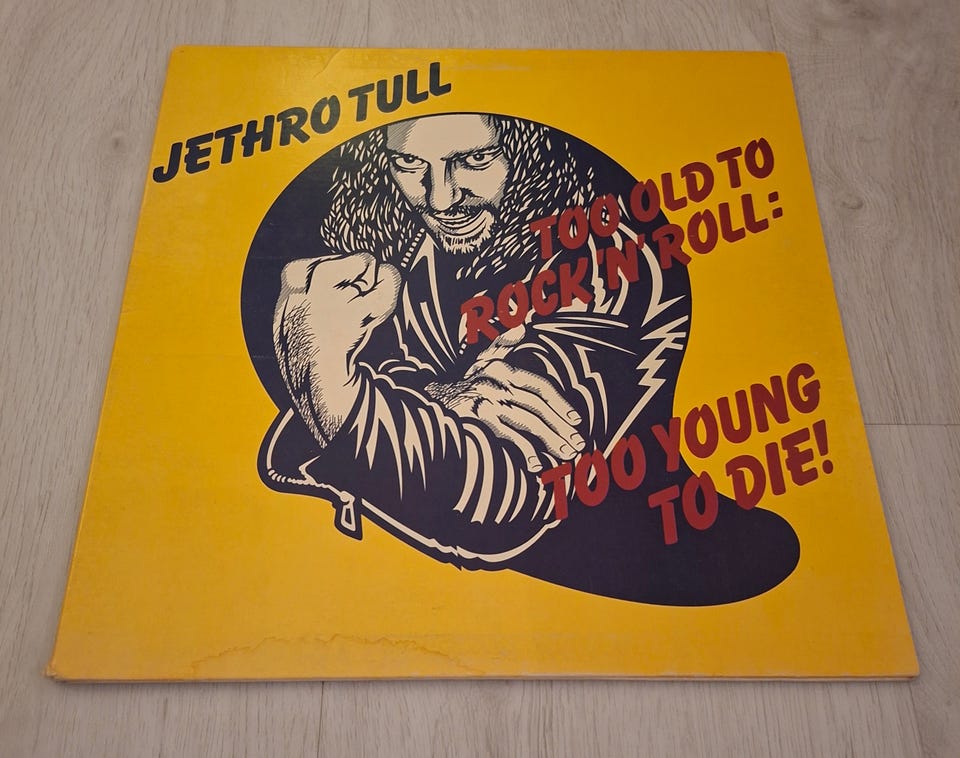 JETHRO TULL
TOO OLD TO
ROCK 'N' ROLL:
TOO YOUNG
TO DIE!